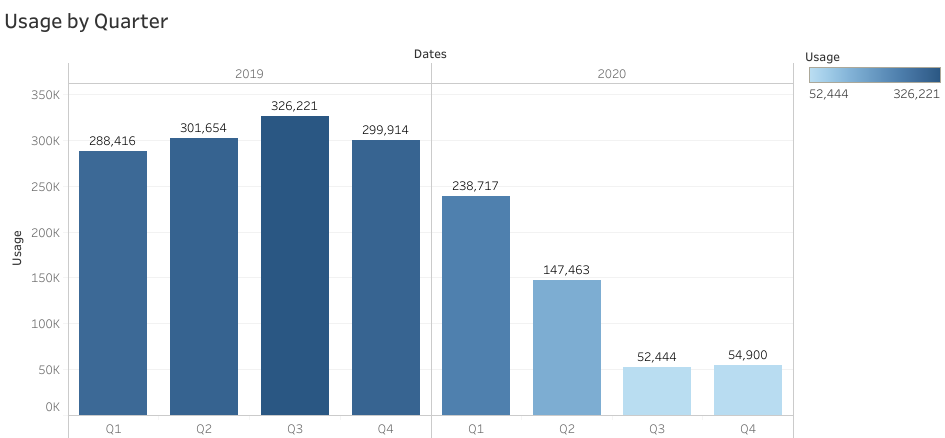 Usage by Quarter
Dates
Usage
2019
2020
52,444
326,221
350K
300K
250K
200K
150K
100K
50K
0K
Usage
288,416
301,654
326,221
299,914
238,717
147,463
52,444
54,900
Q1
Q2
Q3
Q4
Q1
Q2
Q3
Q4